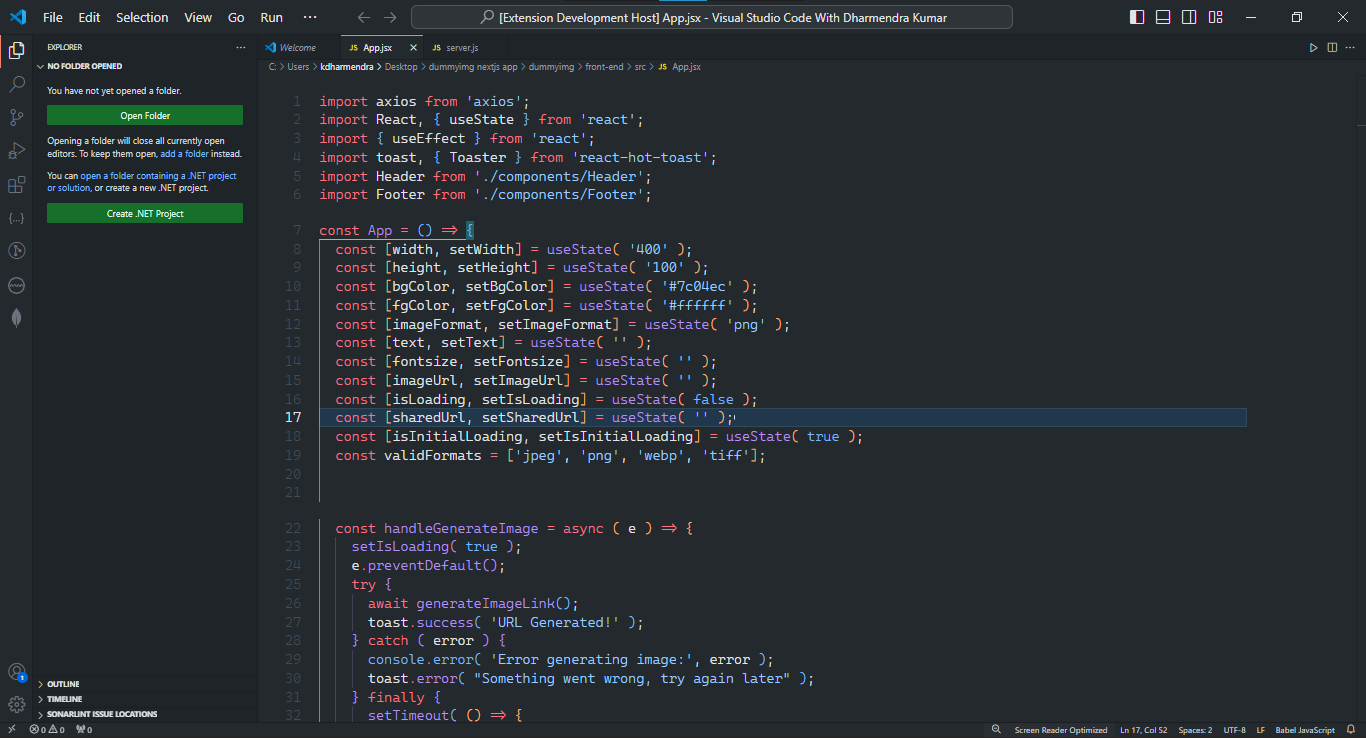 File Edit Selection View Go Run ···
[Extension Development Host] App.jsx - Visual Studio Code With Dharmendra Kumar
EXPLORER ···
NO FOLDER OPENED
You have not yet opened a folder.
Open Folder
Opening a folder will close all currently open
editors. To keep them open, add a folder instead.
You can open a folder containing a .NET project
or solution, or create a new .NET project.
Create .NET Project
OUTLINE
TIMELINE
SONARLINT ISSUE LOCATIONS
Welcome JS App.jsx JS server.js
C: > Users > kdharmendra > Desktop > dummyimg nextjs app > dummyimg > front-end > src > JS App.jsx
1 import axios from 'axios';
2 import React, { useState } from 'react';
3 import { useEffect } from 'react';
4 import toast, { Toaster } from 'react-hot-toast';
5 import Header from './components/Header';
6 import Footer from './components/Footer';
7 const App = () => {
8 const [width, setWidth] = useState( '400' );
9 const [height, setHeight] = useState( '100' );
10 const [bgColor, setBgColor] = useState( '#7c04ec' );
11 const [fgColor, setFgColor] = useState( '#ffffff' );
12 const [imageFormat, setImageFormat] = useState( 'png' );
13 const [text, setText] = useState( '' );
14 const [fontsize, setFontsize] = useState( '' );
15 const [imageUrl, setImageUrl] = useState( '' );
16 const [isLoading, setIsLoading] = useState( false );
17 const [sharedUrl, setSharedUrl] = useState( '' );
18 const [isInitialLoading, setIsInitialLoading] = useState( true );
19 const validFormats = ['jpeg', 'png', 'webp', 'tiff'];
20
21
22 const handleGenerateImage = async ( e ) => {
23 setIsLoading( true );
24 e.preventDefault();
25 try {
26 await generateImageLink();
27 toast.success( 'URL Generated!' );
28 } catch ( error ) {
29 console.error( 'Error generating image:', error );
30 toast.error( "Something went wrong, try again later" );
31 } finally {
32 setTimeout( () => {
1
0 0 0
Screen Reader Optimized Ln 17, Col 52 Spaces: 2 UTF-8 LF Babel JavaScript